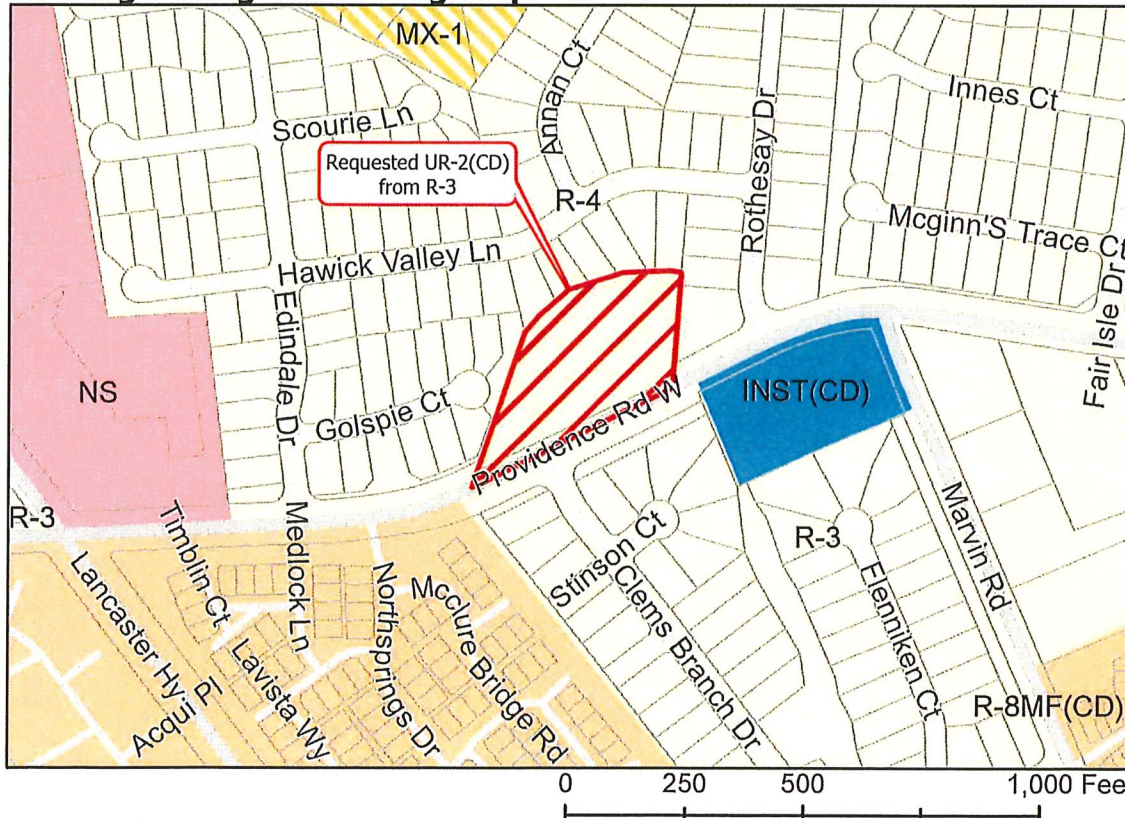 MX-1
Annan Ct
Innes Ct
Scourie Ln
Rothesay Dr
Requested UR-2(CD)
from R-3
R-4
Mcginn'S Trace Ct
Hawick Valley Ln
Edindale Dr
Fair Isle Dr
NS
Golspie Ct
INST(CD)
Providence Rd W
R-3
Timblin Ct
Medlock Ln
Stinson Ct
R-3
Marvin Rd
Lancaster Hy
Northsprings Dr
Mcclure Bridge Rd
Clems Branch Dr
Flenniken Ct
Lavista Wy
Acqui Pl
R-8MF(CD)
0 250 500 1,000 Fee